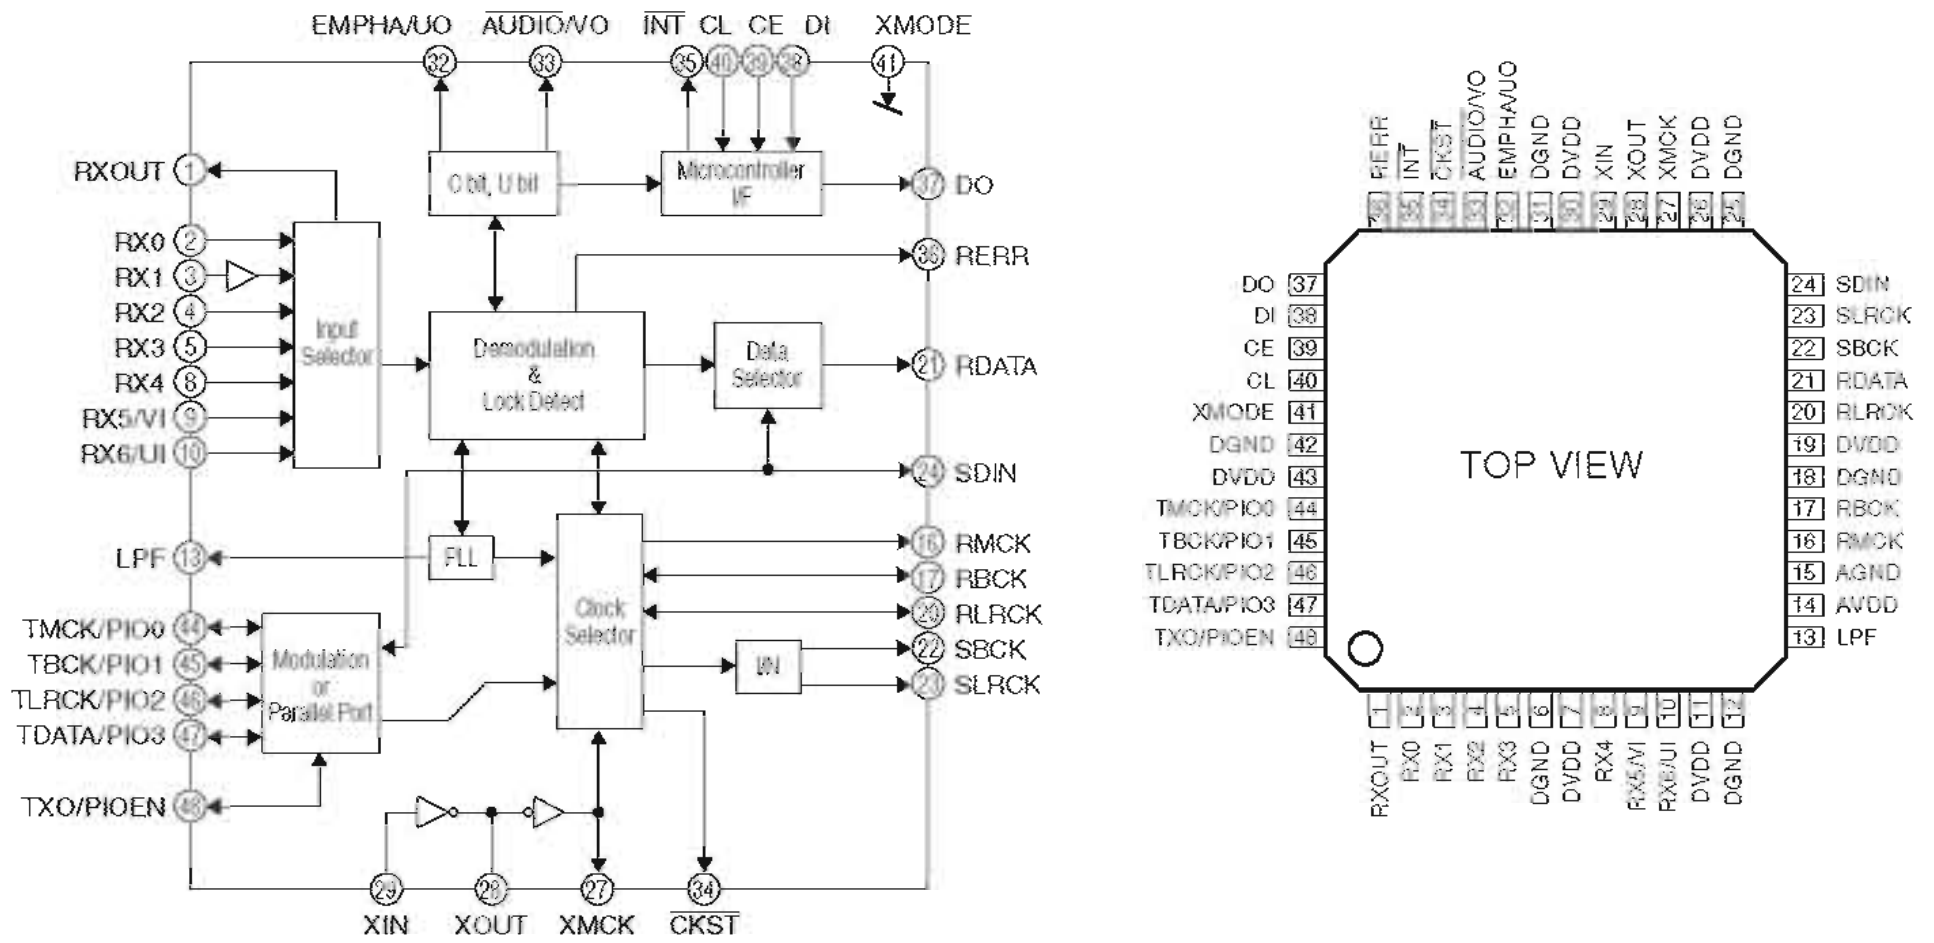 EMPHA/UO AUDIO/VO INT CL CE DI XMODE
32 33 35 40 39 38 41
RXOUT 1
C bit, U bit
Microcontroller
I/F
37 DO
RX0 2
RX1 3
RX2 4
RX3 5
RX4 8
RX5/VI 9
RX6/UI 10
Input
Selector
36 RERR
Demodulation
&
Lock Detect
Data
Selector
21 RDATA
24 SDIN
LPF 13
PLL
Clock
Selector
16 RMCK
17 RBCK
20 RLRCK
22 SBCK
23 SLRCK
1/N
TMCK/PIO0 44
TBCK/PIO1 45
TLRCK/PIO2 46
TDATA/PIO3 47
Modulation
or
Parallel Port
TXO/PIOEN 48
29 28 27 34
XIN XOUT XMCK CKST
RERR
INT
CKST
AUDIO/VO
EMPHA/UO
DGND
DVDD
XIN
XOUT
XMCK
DVDD
DGND
36 35 34 33 32 31 30 29 28 27 26 25
DO 37
DI 38
CE 39
CL 40
XMODE 41
DGND 42
DVDD 43
TMCK/PIO0 44
TBCK/PIO1 45
TLRCK/PIO2 46
TDATA/PIO3 47
TXO/PIOEN 48
TOP VIEW
24 SDIN
23 SLRCK
22 SBCK
21 RDATA
20 RLRCK
19 DVDD
18 DGND
17 RBCK
16 RMCK
15 AGND
14 AVDD
13 LPF
1 2 3 4 5 6 7 8 9 10 11 12
RXOUT
RX0
RX1
RX2
RX3
DGND
DVDD
RX4
RX5/VI
RX6/UI
DVDD
DGND